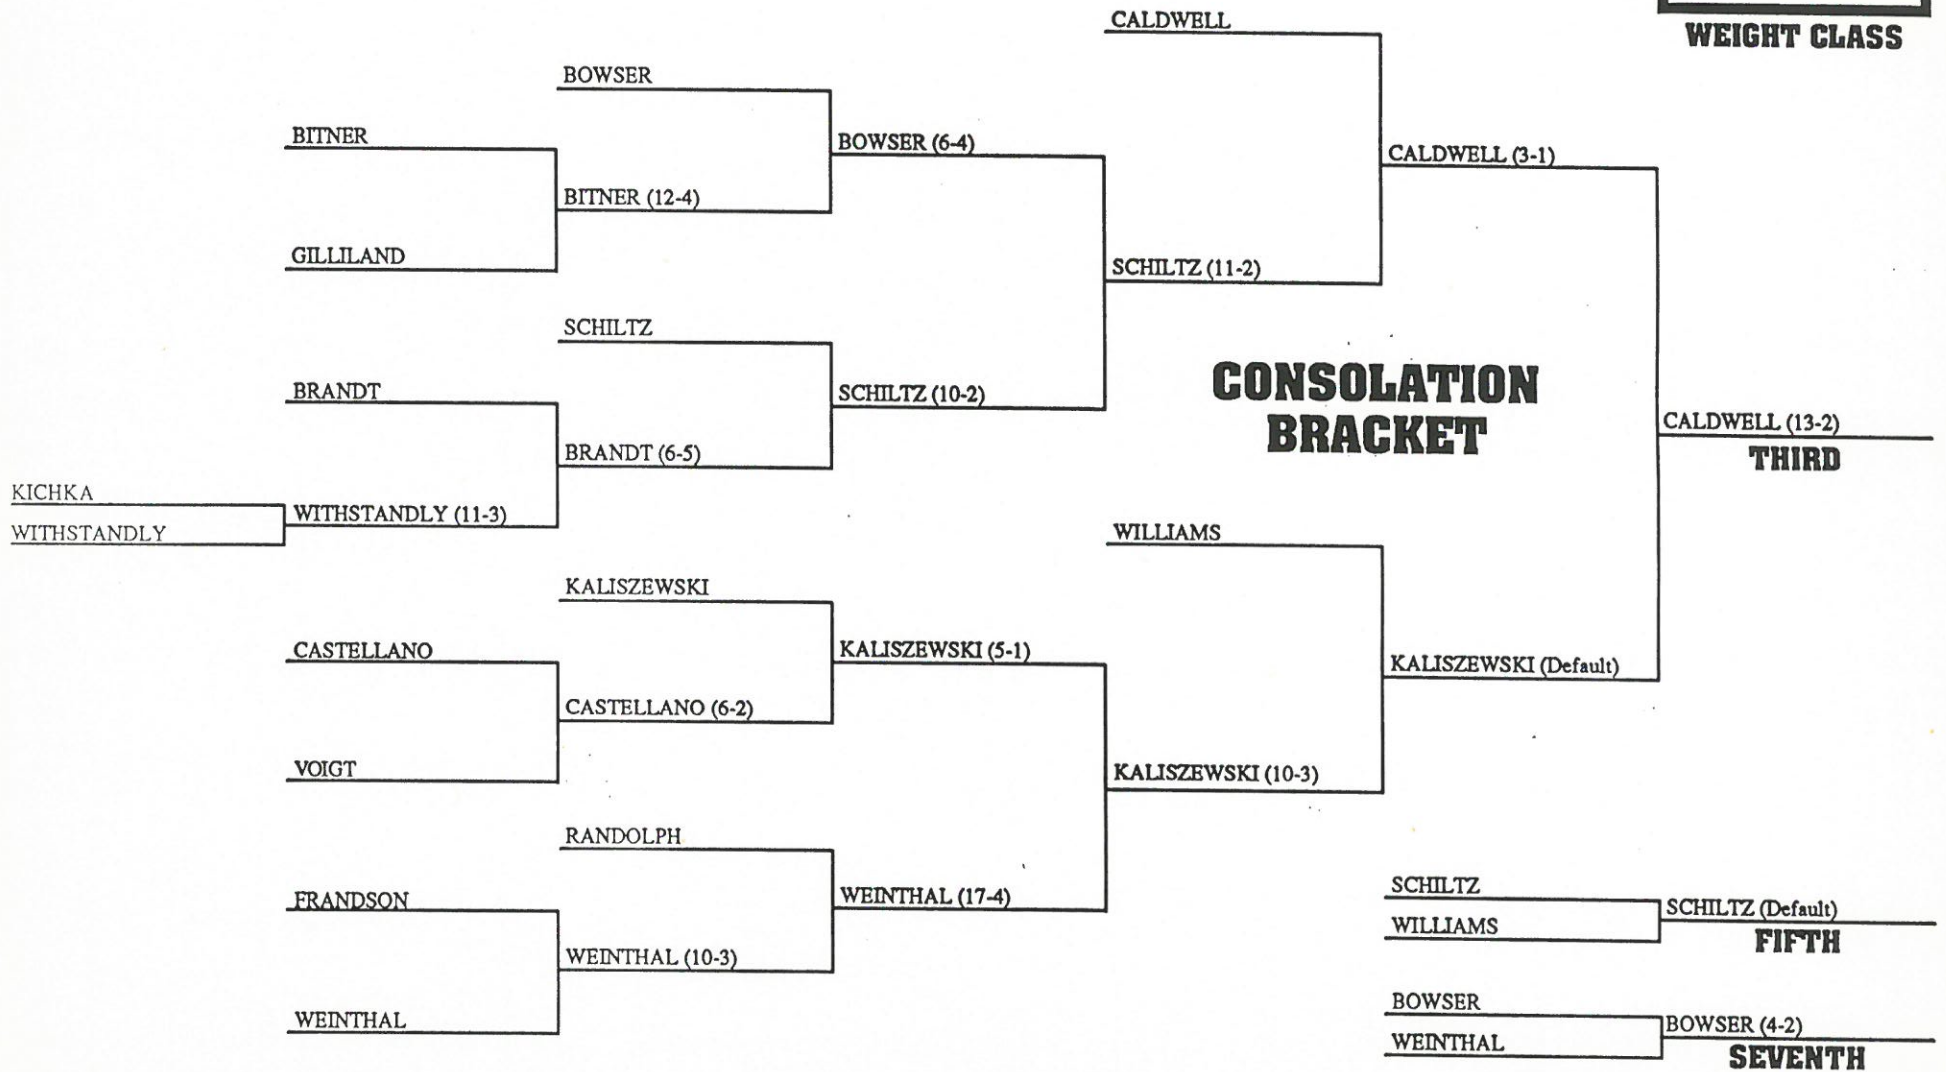 CALDWELL
WEIGHT CLASS
BOWSER
BITNER
BOWSER (6-4)
CALDWELL (3-1)
BITNER (12-4)
GILLILAND
SCHILTZ (11-2)
SCHILTZ
CONSOLATION
BRACKET
BRANDT
SCHILTZ (10-2)
CALDWELL (13-2)
THIRD
BRANDT (6-5)
KICHKA
WITHSTANDLY (11-3)
WITHSTANDLY
WILLIAMS
KALISZEWSKI
CASTELLANO
KALISZEWSKI (5-1)
KALISZEWSKI (Default)
CASTELLANO (6-2)
VOIGT
KALISZEWSKI (10-3)
RANDOLPH
FRANDSON
WEINTHAL (17-4)
SCHILTZ
SCHILTZ (Default)
WILLIAMS
FIFTH
WEINTHAL (10-3)
WEINTHAL
BOWSER
BOWSER (4-2)
WEINTHAL
SEVENTH